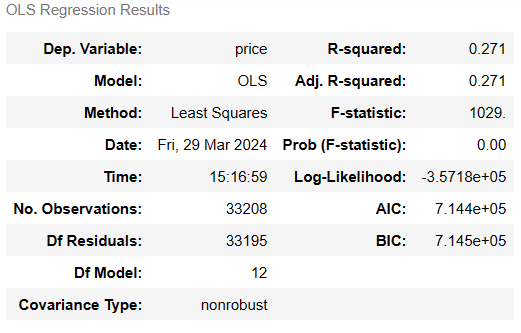 OLS Regression Results
Dep. Variable: price R-squared: 0.271
Model: OLS Adj. R-squared: 0.271
Method: Least Squares F-statistic: 1029.
Date: Fri, 29 Mar 2024 Prob (F-statistic): 0.00
Time: 15:16:59 Log-Likelihood: -3.5718e+05
No. Observations: 33208 AIC: 7.144e+05
Df Residuals: 33195 BIC: 7.145e+05
Df Model: 12
Covariance Type: nonrobust